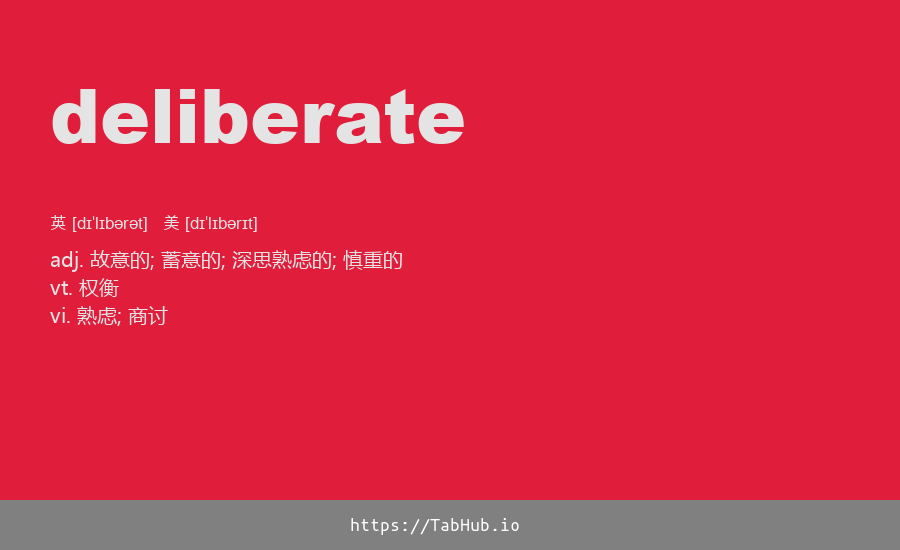 deliberate
英 [dɪˈlɪbərət] 美 [dɪˈlɪbərɪt]
adj. 故意的; 蓄意的; 深思熟虑的; 慎重的
vt. 权衡
vi. 熟虑; 商讨
https://TabHub.io